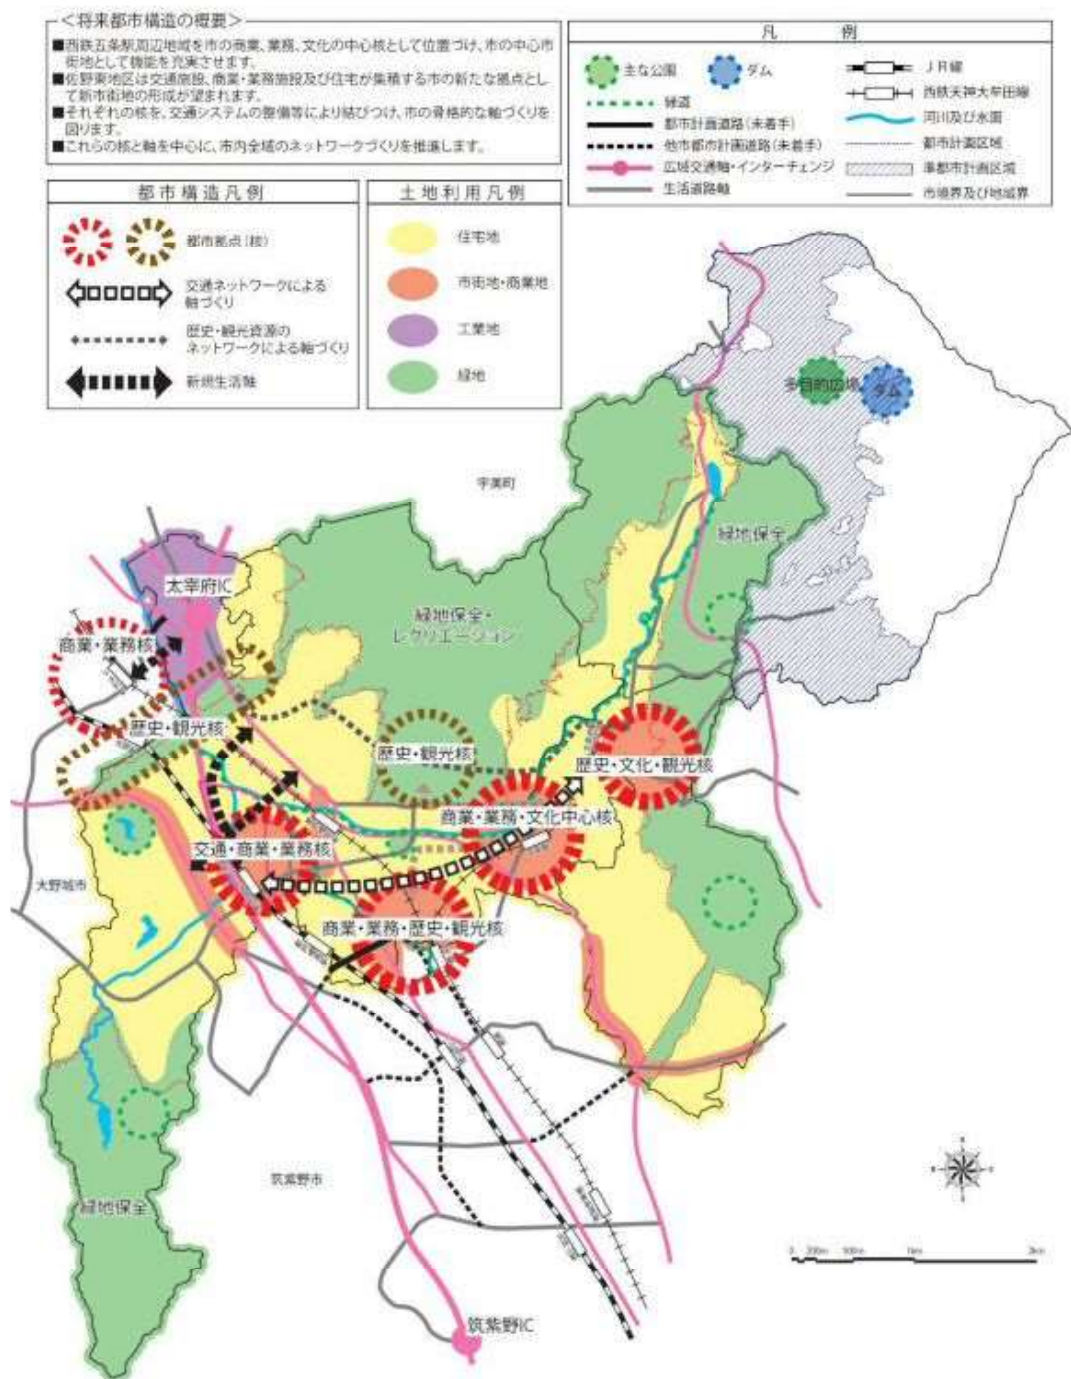 <将来都市構造の概要>
■西鉄五条駅周辺地域を市の商業、業務、文化の中心核として位置づけ、市の中心市
街地として機能を充実させます。
■佐野東地区は交通施設、商業・業務施設及び住宅が集積する市の新たな拠点とし
て新市街地の形成が望まれます。
■それぞれの核を、交通システムの整備等により結びつけ、市の骨格的な軸づくりを
図ります。
■これらの核と軸を中心に、市内全域のネットワークづくりを推進します。
凡例
主な公園
ダム
緑道
都市計画道路(未着手)
他市都市計画道路(未着手)
広域交通軸・インターチェンジ
生活道路軸
JR線
西鉄天神大牟田線
河川及び水面
都市計画区域
準都市計画区域
市境界及び地域界
都市構造凡例
都市拠点(核)
交通ネットワークによる
軸づくり
歴史・観光資源の
ネットワークによる軸づくり
新規生活軸
土地利用凡例
住宅地
市街地・商業地
工業地
緑地
多目的広場
ダム
宇美町
緑地保全
太宰府IC
緑地保全・
レクリエーション
商業・業務核
歴史・観光核
歴史・観光核
歴史・文化・観光核
商業・業務・文化中心核
交通・商業・業務核
大野城市
商業・業務・歴史・観光核
筑紫野市
緑地保全
筑紫野IC
0 200m 500m 1km 2km